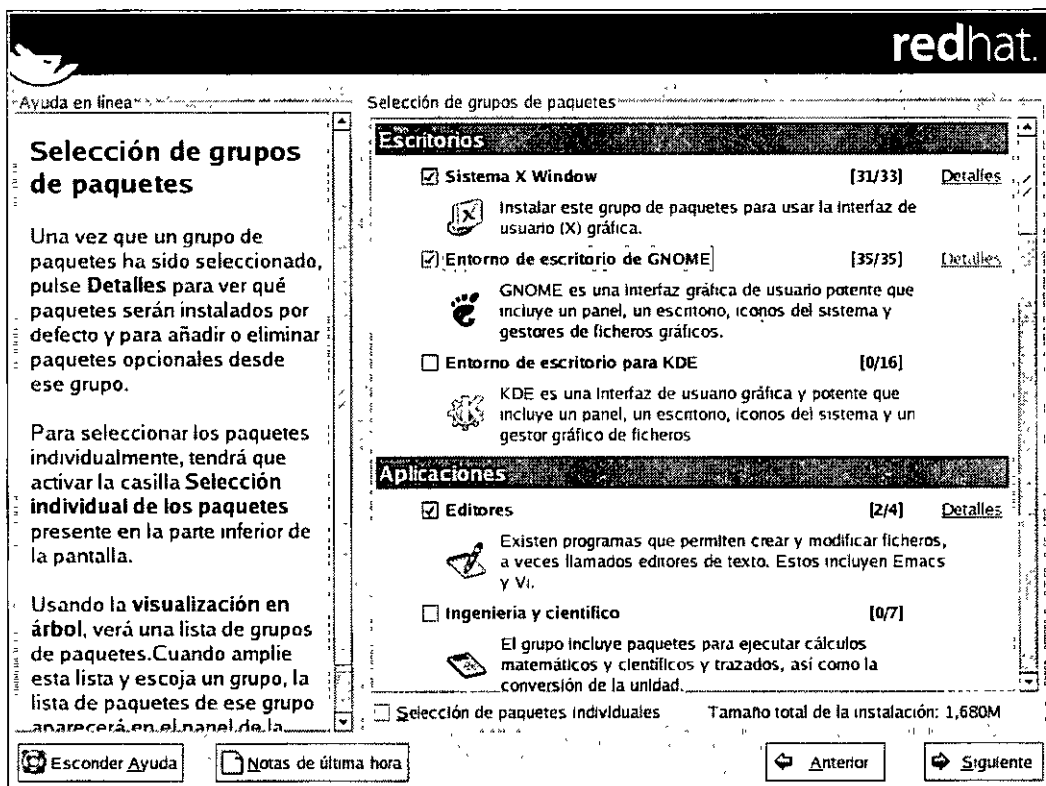 redhat.
Ayuda en línea
Selección de grupos
de paquetes
Una vez que un grupo de
paquetes ha sido seleccionado,
pulse Detalles para ver qué
paquetes serán instalados por
defecto y para añadir o eliminar
paquetes opcionales desde
ese grupo.
Para seleccionar los paquetes
individualmente, tendrá que
activar la casilla Selección
individual de los paquetes
presente en la parte inferior de
la pantalla.
Usando la visualización en
árbol, verá una lista de grupos
de paquetes.Cuando amplie
esta lista y escoja un grupo, la
lista de paquetes de ese grupo
aparecerá en el panel de la
Selección de grupos de paquetes
Escritorios
Sistema X Window [31/33] Detalles
Instalar este grupo de paquetes para usar la interfaz de
usuario (X) gráfica.
Entorno de escritorio de GNOME [35/35] Detalles
GNOME es una interfaz gráfica de usuario potente que
incluye un panel, un escritorio, iconos del sistema y
gestores de ficheros gráficos.
Entorno de escritorio para KDE [0/16]
KDE es una interfaz de usuario gráfica y potente que
incluye un panel, un escritorio, iconos del sistema y un
gestor gráfico de ficheros
Aplicaciones
Editores [2/4] Detalles
Existen programas que permiten crear y modificar ficheros,
a veces llamados editores de texto. Estos incluyen Emacs
y Vi.
Ingeniería y científico [0/7]
El grupo incluye paquetes para ejecutar cálculos
matemáticos y científicos y trazados, así como la
conversión de la unidad.
Selección de paquetes individuales Tamaño total de la instalación: 1,680M
Esconder Ayuda Notas de última hora Anterior Siguiente